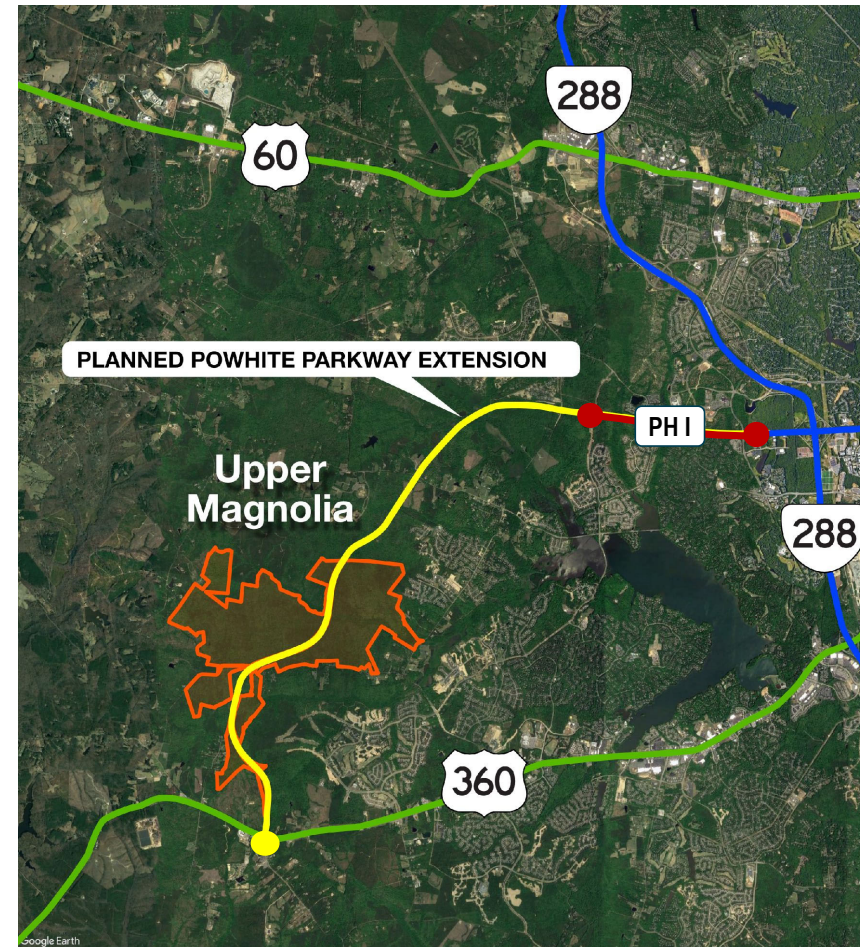 288
60
PLANNED POWHITE PARKWAY EXTENSION
PH I
Upper
Magnolia
288
360
Google Earth